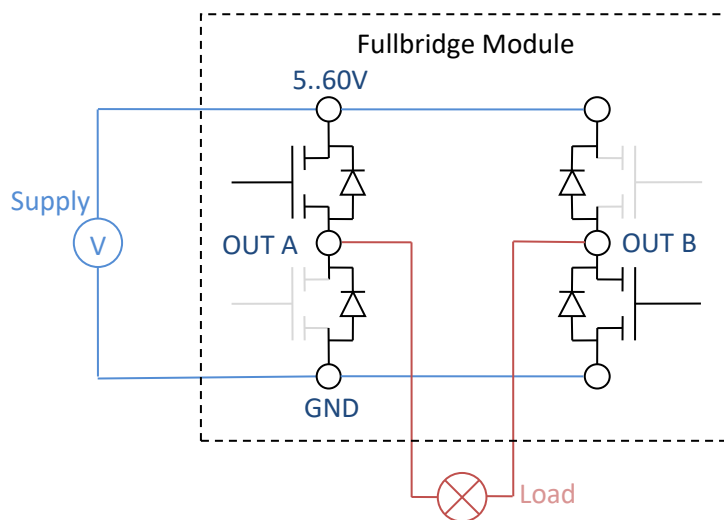 Fullbridge Module
5..60V
Supply
V
OUT A
OUT B
GND
Load